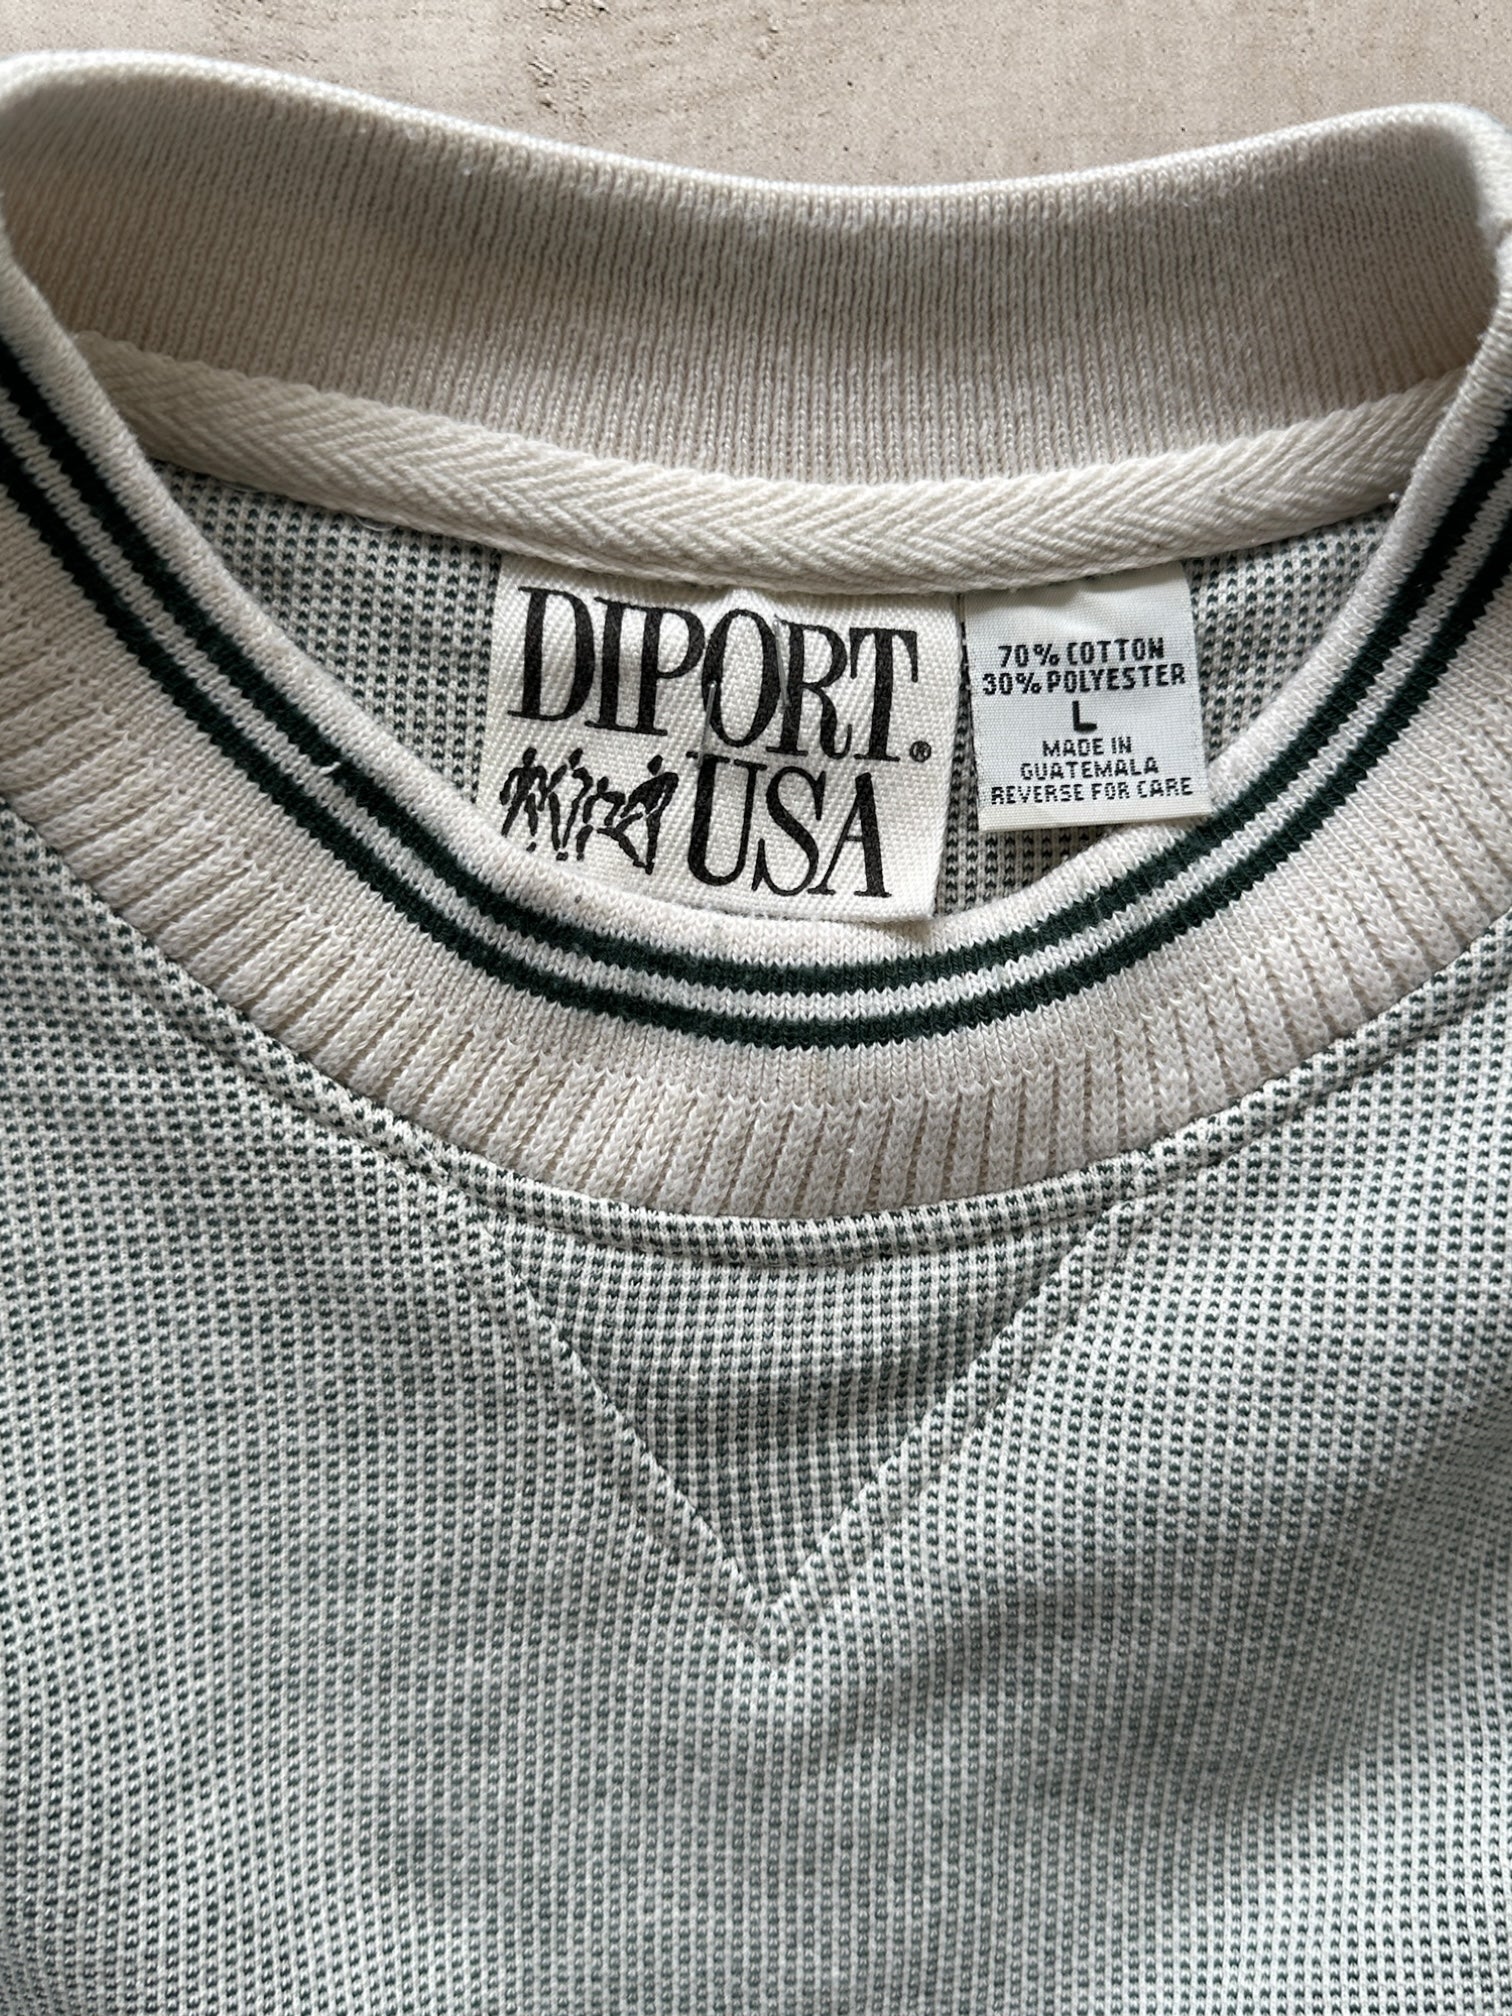 DIPORT®
USA
70% COTTON
30% POLYESTER
L
MADE IN
GUATEMALA
REVERSE FOR CARE